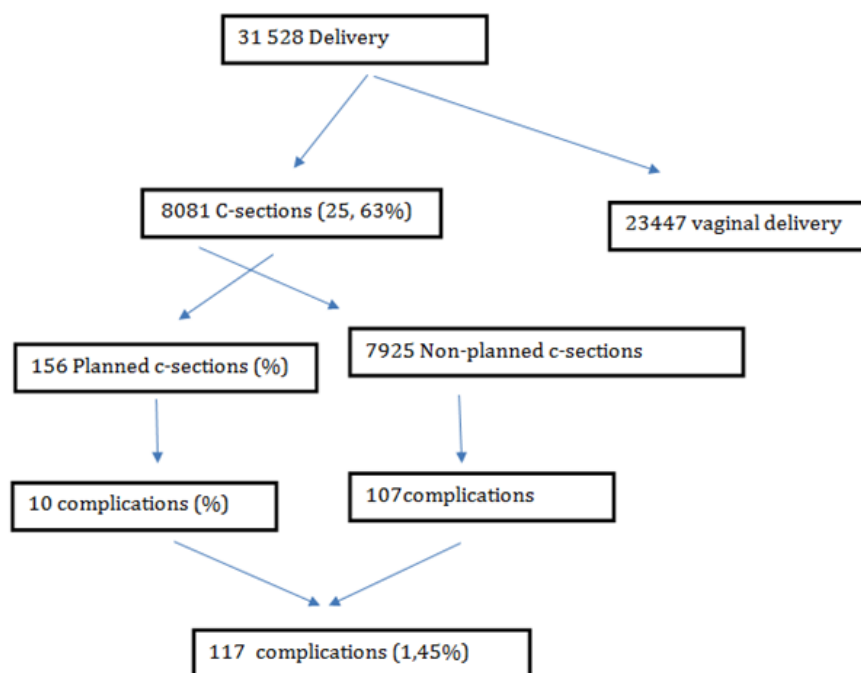 31 528 Delivery
8081 C-sections (25, 63%)
23447 vaginal delivery
156 Planned c-sections (%)
7925 Non-planned c-sections
10 complications (%)
107complications
117 complications (1,45%)